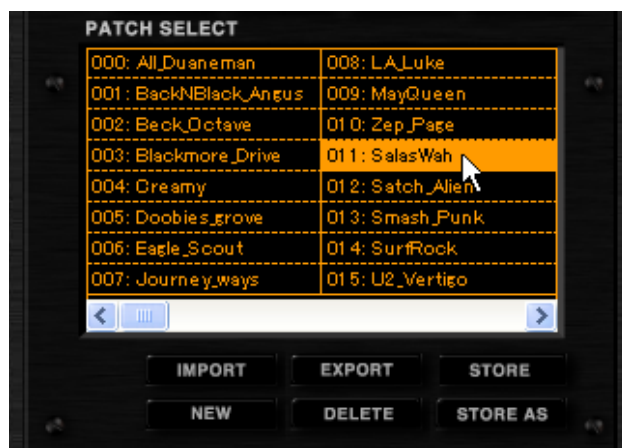 PATCH SELECT
000: All_Duaneman
008: LA_Luke
001: BackNBlack_Angus
009: MayQueen
002: Beck_Octave
010: Zep_Page
003: Blackmore_Drive
011: SalasWah
004: Creamy
012: Satch_Alien
005: Doobies_grove
013: Smash_Punk
006: Eagle_Scout
014: SurfRock
007: Journey_ways
015: U2_Vertigo
IMPORT
EXPORT
STORE
NEW
DELETE
STORE AS